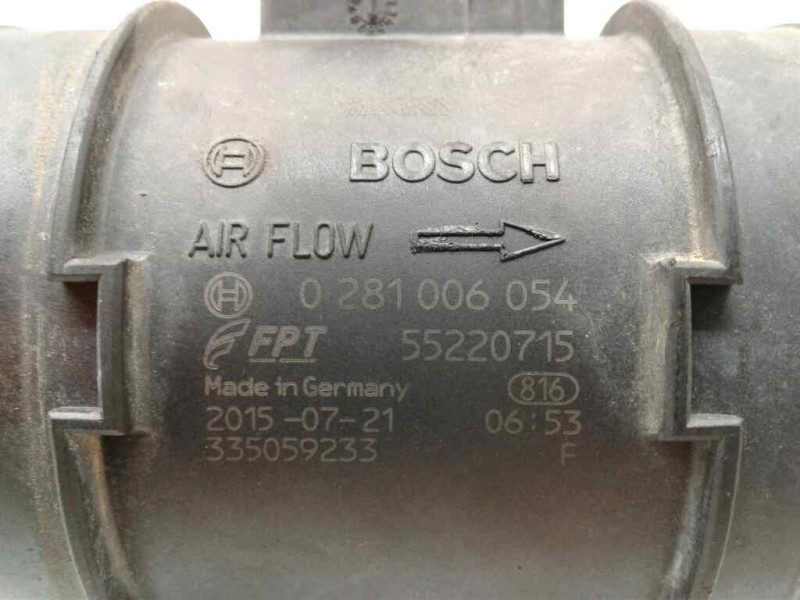 BOSCH
AIR FLOW
0 281 006 054
FPT 55220715
Made in Germany 816
2015-07-21 06:53
335059233 F